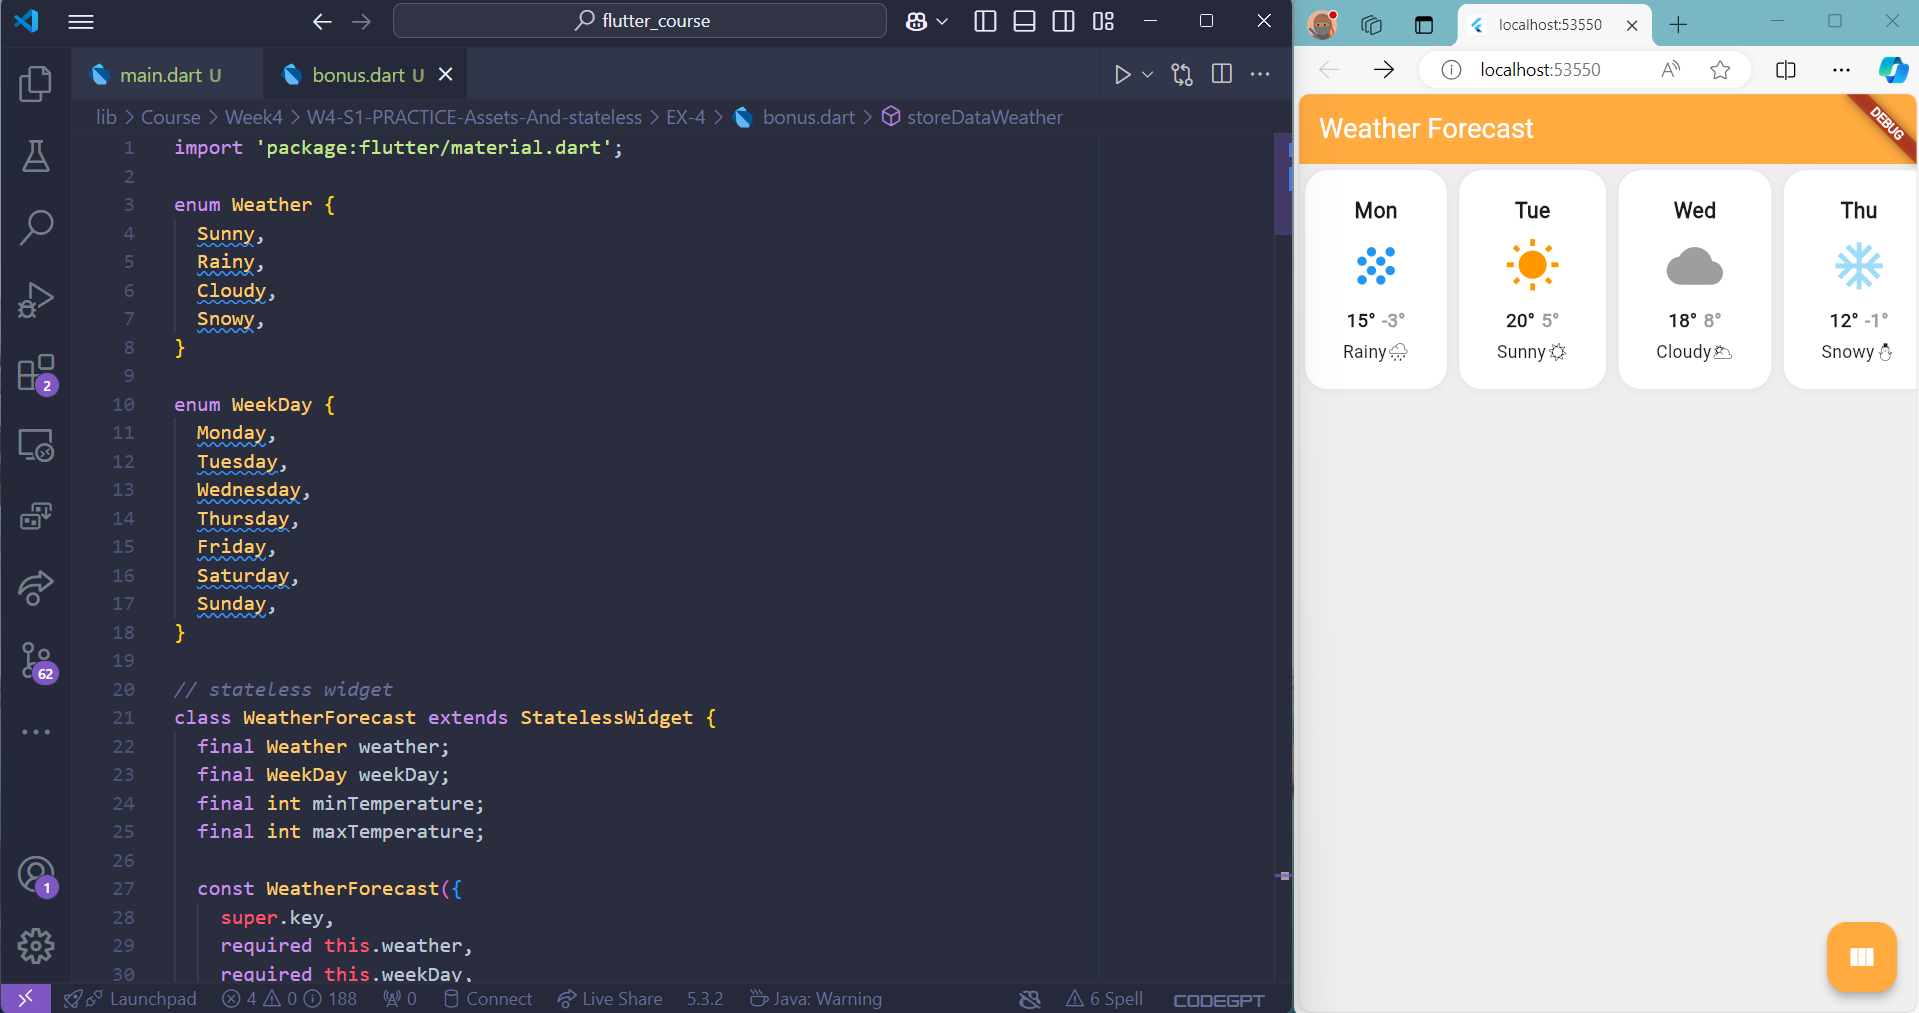 flutter_course
main.dart U
bonus.dart U
lib > Course > Week4 > W4-S1-PRACTICE-Assets-And-stateless > EX-4 > bonus.dart > storeDataWeather
1 import 'package:flutter/material.dart';
2
3 enum Weather {
4 Sunny,
5 Rainy,
6 Cloudy,
7 Snowy,
8 }
9
10 enum WeekDay {
11 Monday,
12 Tuesday,
13 Wednesday,
14 Thursday,
15 Friday,
16 Saturday,
17 Sunday,
18 }
19
20 // stateless widget
21 class WeatherForecast extends StatelessWidget {
22 final Weather weather;
23 final WeekDay weekDay;
24 final int minTemperature;
25 final int maxTemperature;
26
27 const WeatherForecast({
28 super.key,
29 required this.weather,
30 required this.weekDay,
2
62
1
Launchpad 4 0 188 0 Connect Live Share 5.3.2 Java: Warning 6 Spell CODEGPT
localhost:53550
localhost:53550
Weather Forecast
DEBUG
Mon Tue Wed Thu
15° -3° 20° 5° 18° 8° 12° -1°
Rainy Sunny Cloudy Snowy